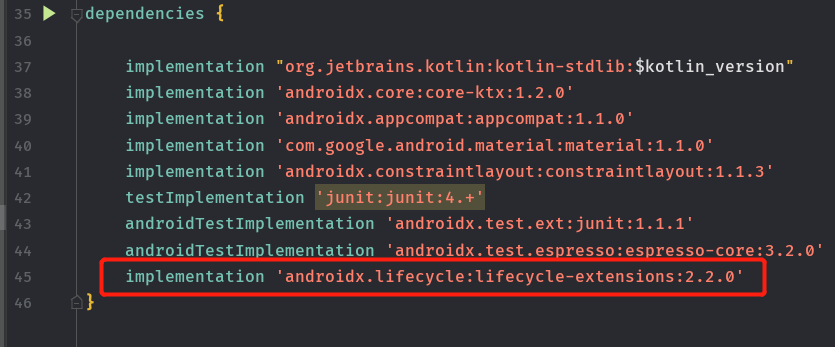 35 dependencies {
36
37 implementation "org.jetbrains.kotlin:kotlin-stdlib:$kotlin_version"
38 implementation 'androidx.core:core-ktx:1.2.0'
39 implementation 'androidx.appcompat:appcompat:1.1.0'
40 implementation 'com.google.android.material:material:1.1.0'
41 implementation 'androidx.constraintlayout:constraintlayout:1.1.3'
42 testImplementation 'junit:junit:4.+'
43 androidTestImplementation 'androidx.test.ext:junit:1.1.1'
44 androidTestImplementation 'androidx.test.espresso:espresso-core:3.2.0'
45 implementation 'androidx.lifecycle:lifecycle-extensions:2.2.0'
46 }